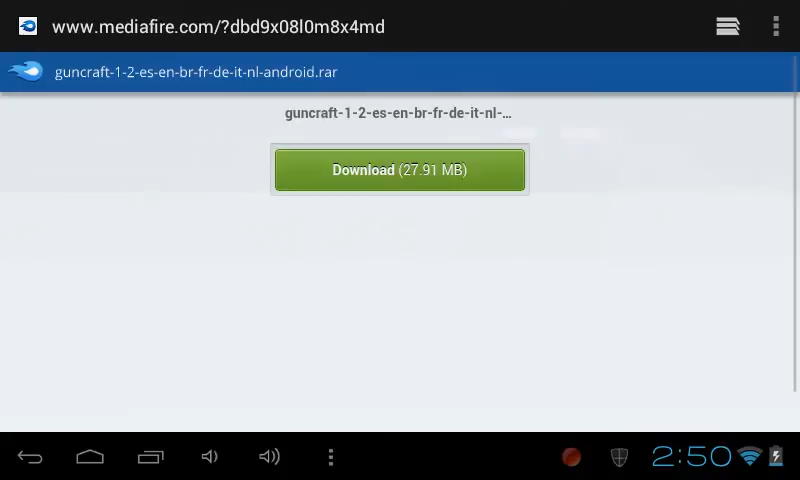 www.mediafire.com/?dbd9x08l0m8x4md
guncraft-1-2-es-en-br-fr-de-it-nl-android.rar
guncraft-1-2-es-en-br-fr-de-it-nl-...
Download (27.91 MB)
2:50